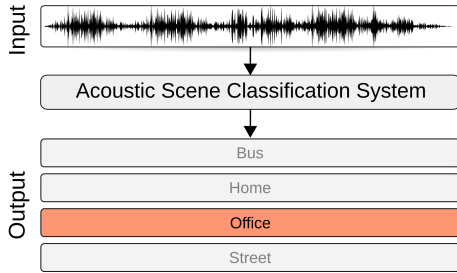 Input
Acoustic Scene Classification System
Output
Bus
Home
Office
Street